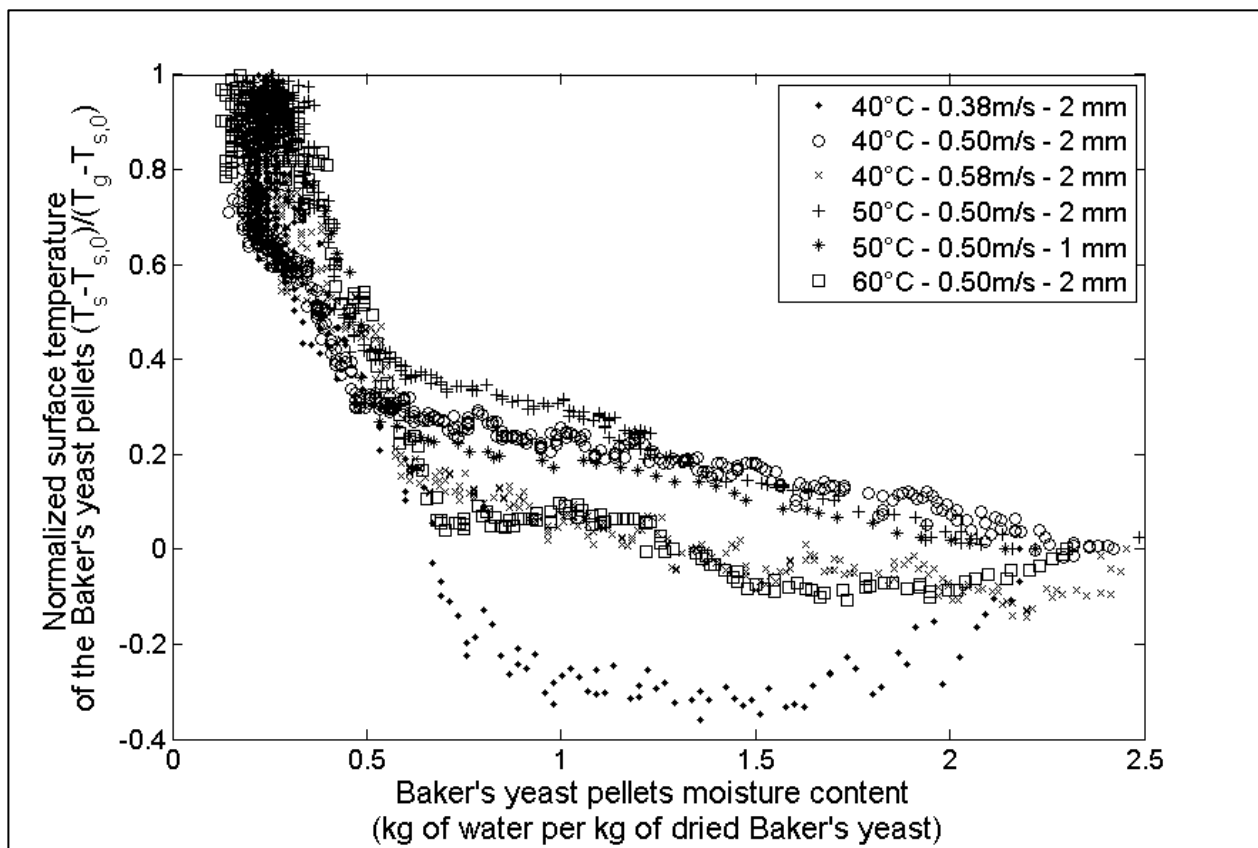 Normalized surface temperature
of the Baker's yeast pellets (T_s-T_{s,0})/(T_g-T_{s,0})
1
0.8
0.6
0.4
0.2
0
-0.2
-0.4
40°C - 0.38m/s - 2 mm
40°C - 0.50m/s - 2 mm
40°C - 0.58m/s - 2 mm
50°C - 0.50m/s - 2 mm
50°C - 0.50m/s - 1 mm
60°C - 0.50m/s - 2 mm
0 0.5 1 1.5 2 2.5
Baker's yeast pellets moisture content
(kg of water per kg of dried Baker's yeast)